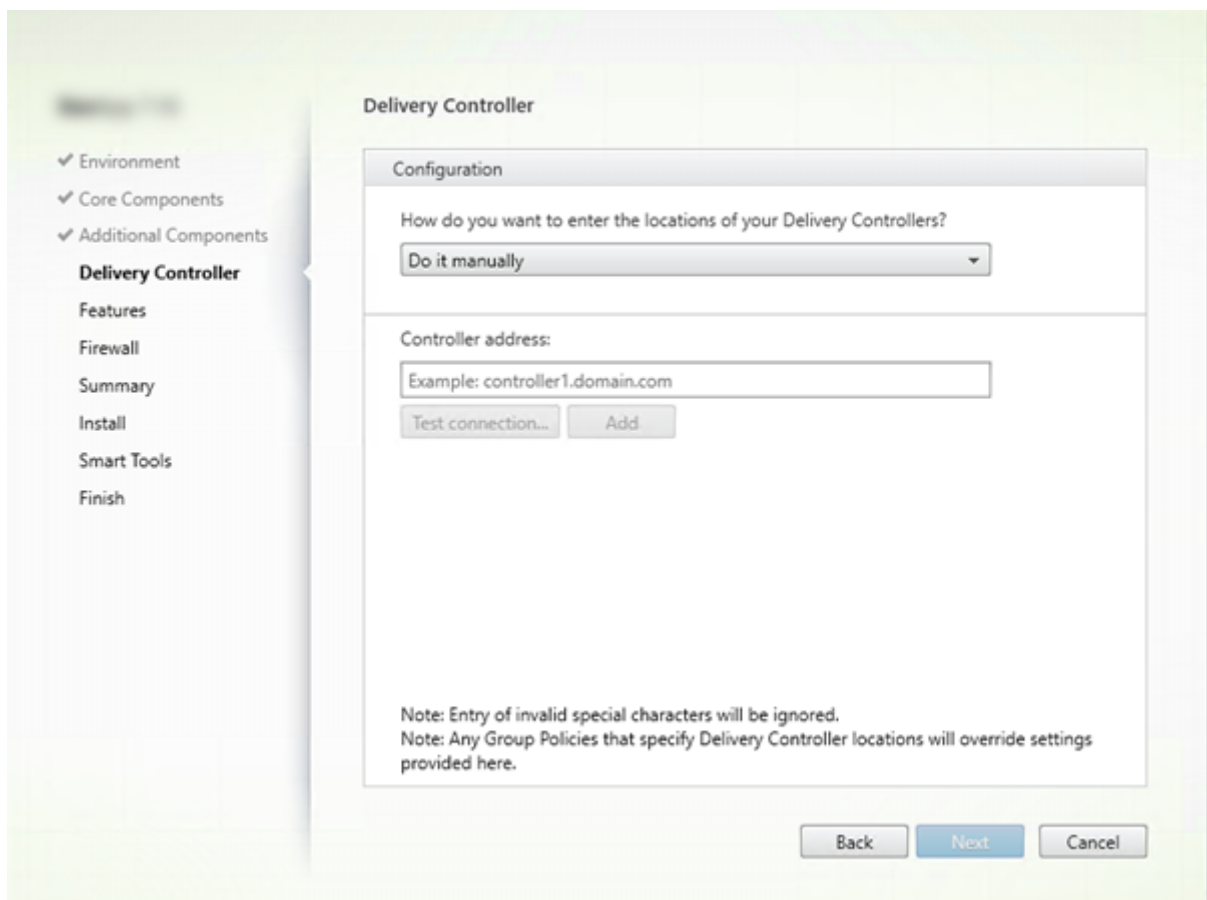 Delivery Controller
Environment
Core Components
Additional Components
Delivery Controller
Features
Firewall
Summary
Install
Smart Tools
Finish
Configuration
How do you want to enter the locations of your Delivery Controllers?
Do it manually
Controller address:
Example: controller1.domain.com
Test connection...
Add
Note: Entry of invalid special characters will be ignored.
Note: Any Group Policies that specify Delivery Controller locations will override settings
provided here.
Back
Next
Cancel